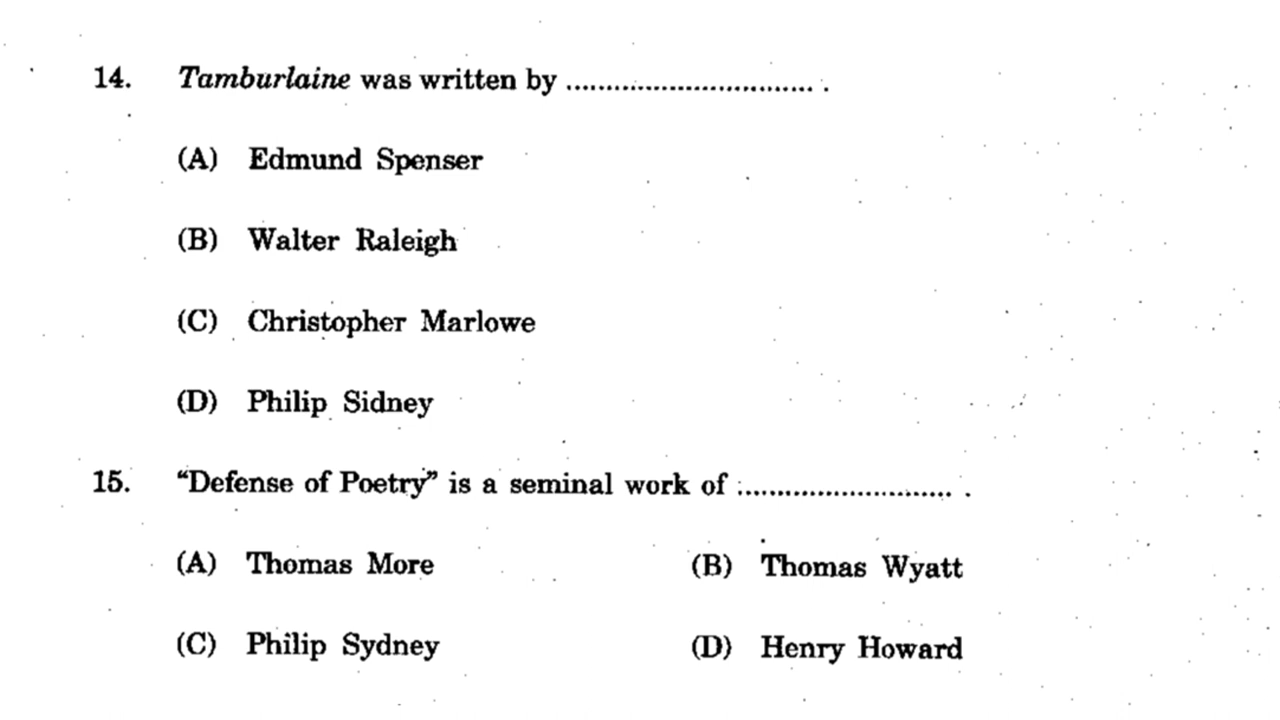 14. Tamburlaine was written by ............................... .
(A) Edmund Spenser
(B) Walter Raleigh
(C) Christopher Marlowe
(D) Philip Sidney
15. “Defense of Poetry” is a seminal work of ........................... .
(A) Thomas More (B) Thomas Wyatt
(C) Philip Sydney (D) Henry Howard